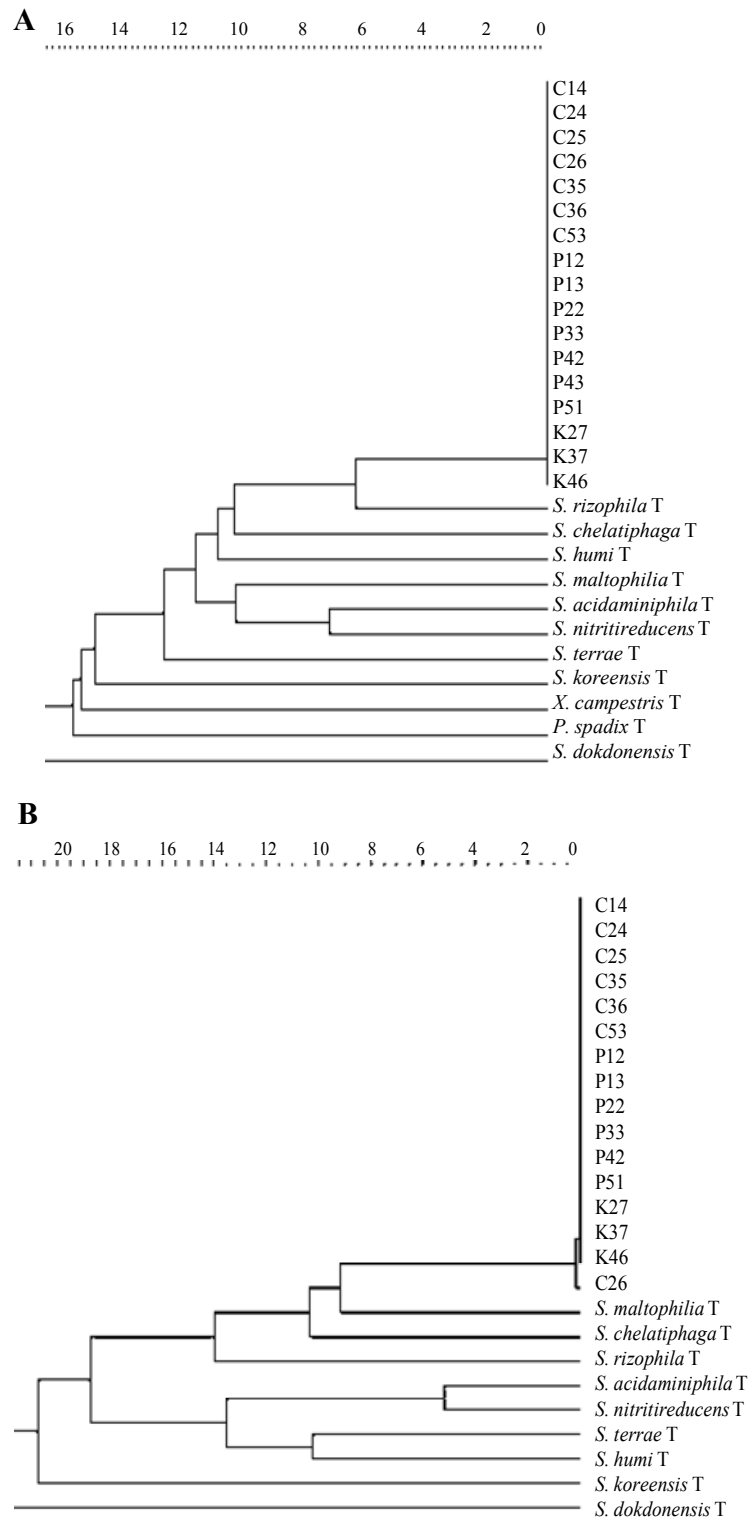 A
16 14 12 10 8 6 4 2 0
C14
C24
C25
C26
C35
C36
C53
P12
P13
P22
P33
P42
P43
P51
K27
K37
K46
S. rizophila T
S. chelatiphaga T
S. humi T
S. maltophilia T
S. acidaminiphila T
S. nitritireducens T
S. terrae T
S. koreensis T
X. campestris T
P. spadix T
S. dokdonensis T
B
20 18 16 14 12 10 8 6 4 2 0
C14
C24
C25
C35
C36
C53
P12
P13
P22
P33
P42
P51
K27
K37
K46
C26
S. maltophilia T
S. chelatiphaga T
S. rizophila T
S. acidaminiphila T
S. nitritireducens T
S. terrae T
S. humi T
S. koreensis T
S. dokdonensis T